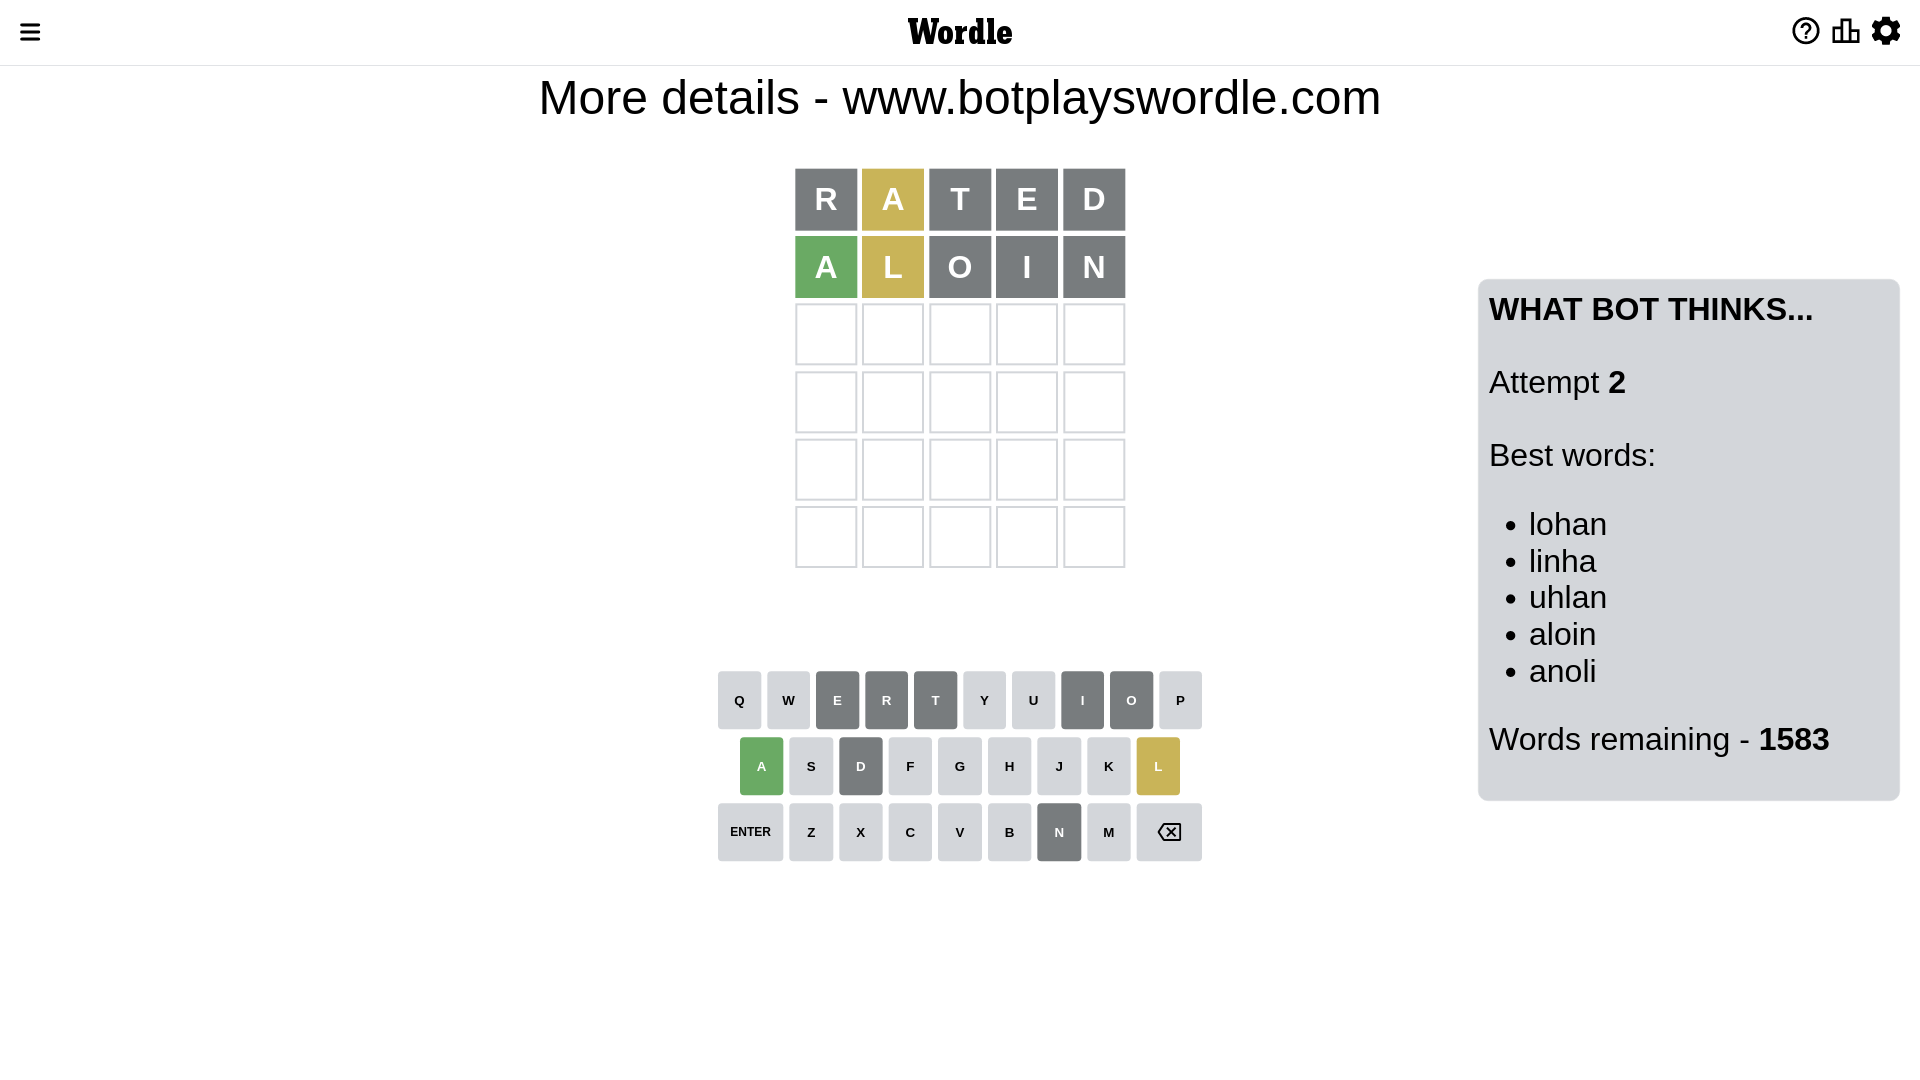 Wordle
More details - www.botplayswordle.com
R A T E D
A L O I N
WHAT BOT THINKS...
Attempt 2
Best words:
• lohan
• linha
• uhlan
• aloin
• anoli
Words remaining - 1583
Q W E R T Y U I O P
A S D F G H J K L
ENTER Z X C V B N M